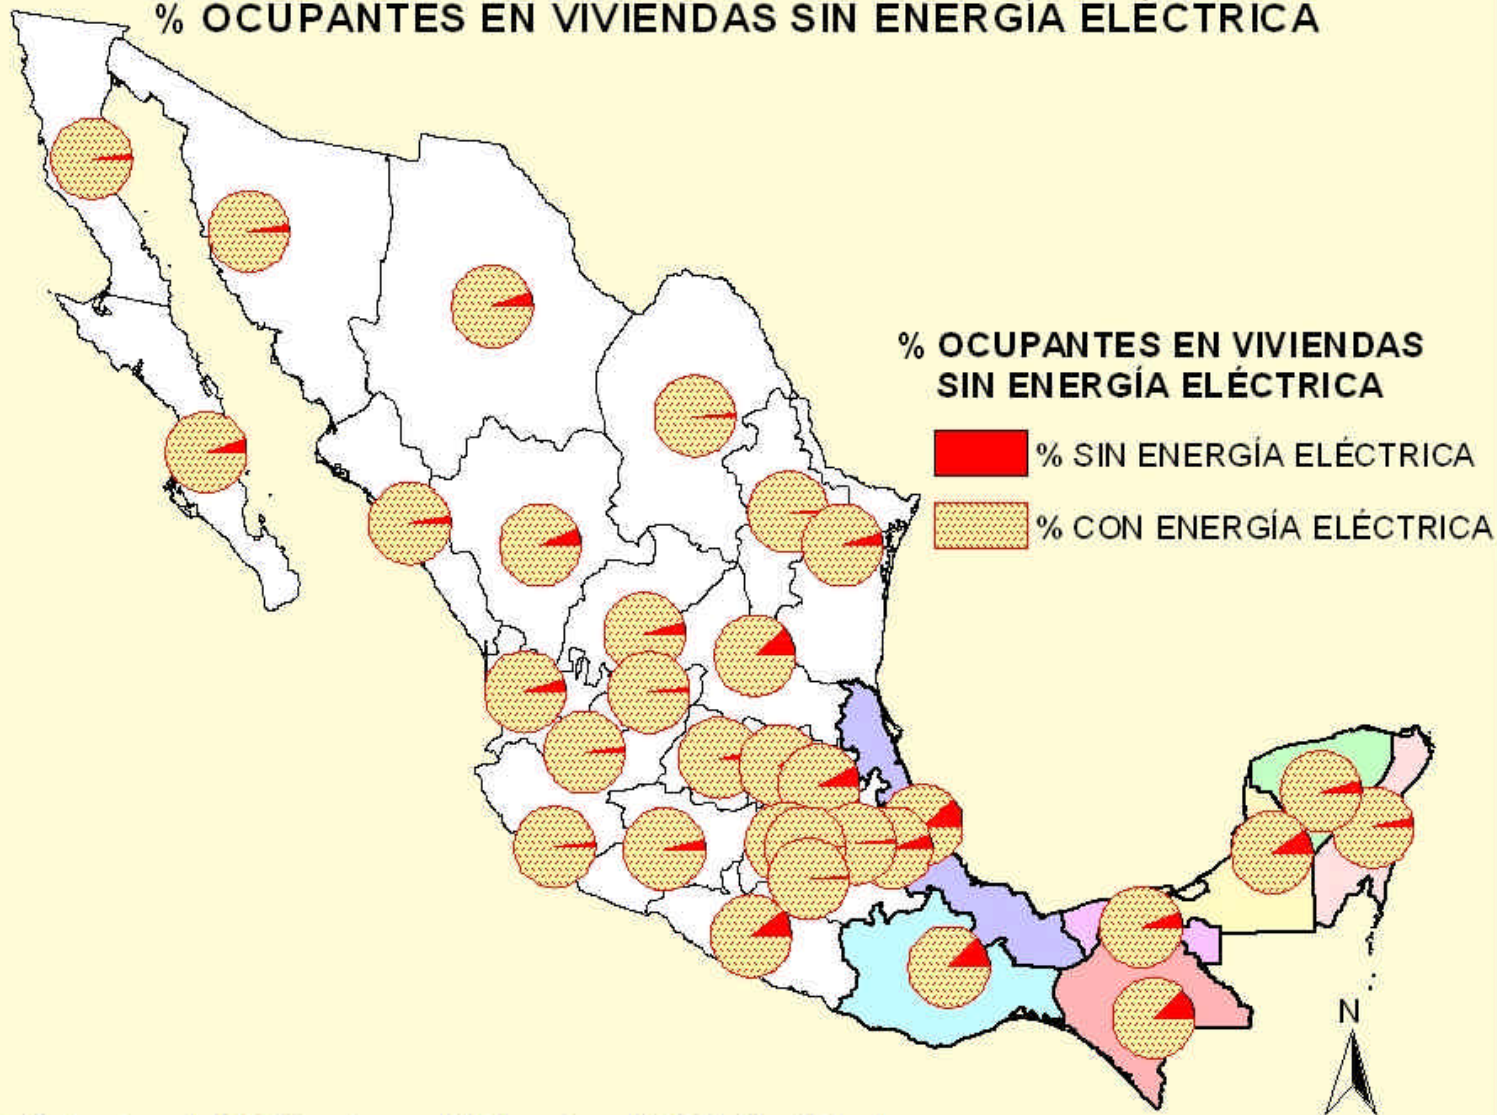 % OCUPANTES EN VIVIENDAS SIN ENERGÍA ELÉCTRICA
% OCUPANTES EN VIVIENDAS
SIN ENERGÍA ELÉCTRICA
% SIN ENERGÍA ELÉCTRICA
% CON ENERGÍA ELÉCTRICA
N